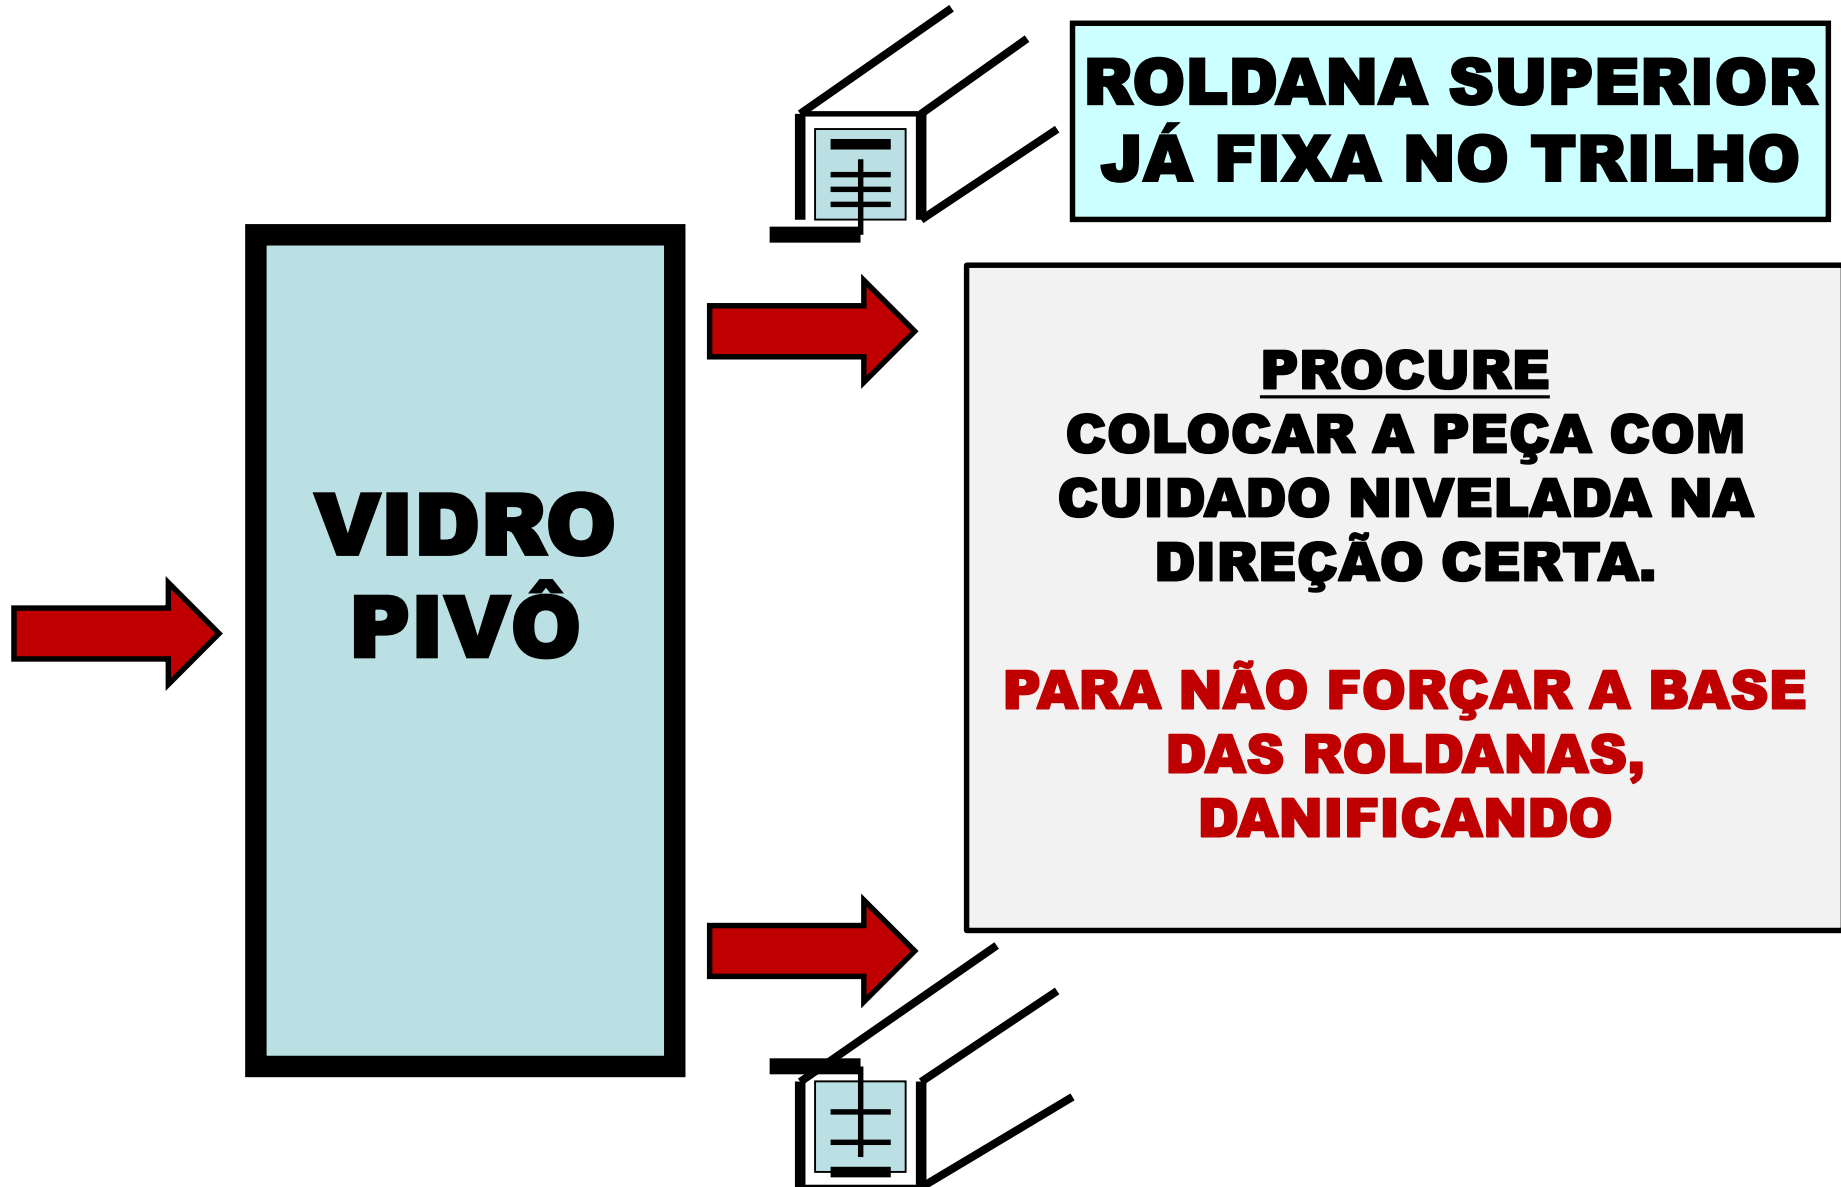 ROLDANA SUPERIOR
JÁ FIXA NO TRILHO
VIDRO
PIVÔ
PROCURE
COLOCAR A PEÇA COM
CUIDADO NIVELADA NA
DIREÇÃO CERTA.
PARA NÃO FORÇAR A BASE
DAS ROLDANAS,
DANIFICANDO